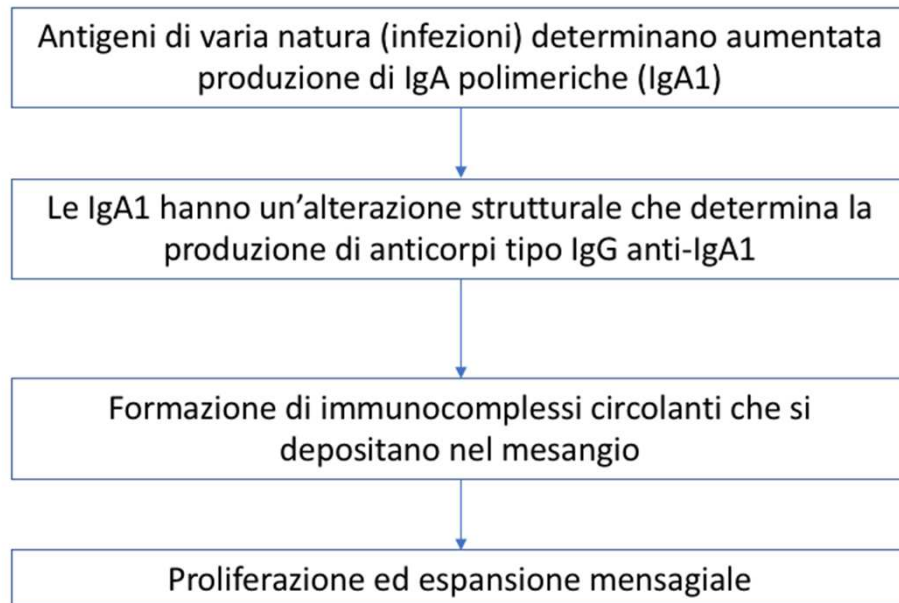 Antigeni di varia natura (infezioni) determinano aumentata
produzione di IgA polimeriche (IgA1)
Le IgA1 hanno un'alterazione strutturale che determina la
produzione di anticorpi tipo IgG anti-IgA1
Formazione di immunocomplessi circolanti che si
depositano nel mesangio
Proliferazione ed espansione mensagiale